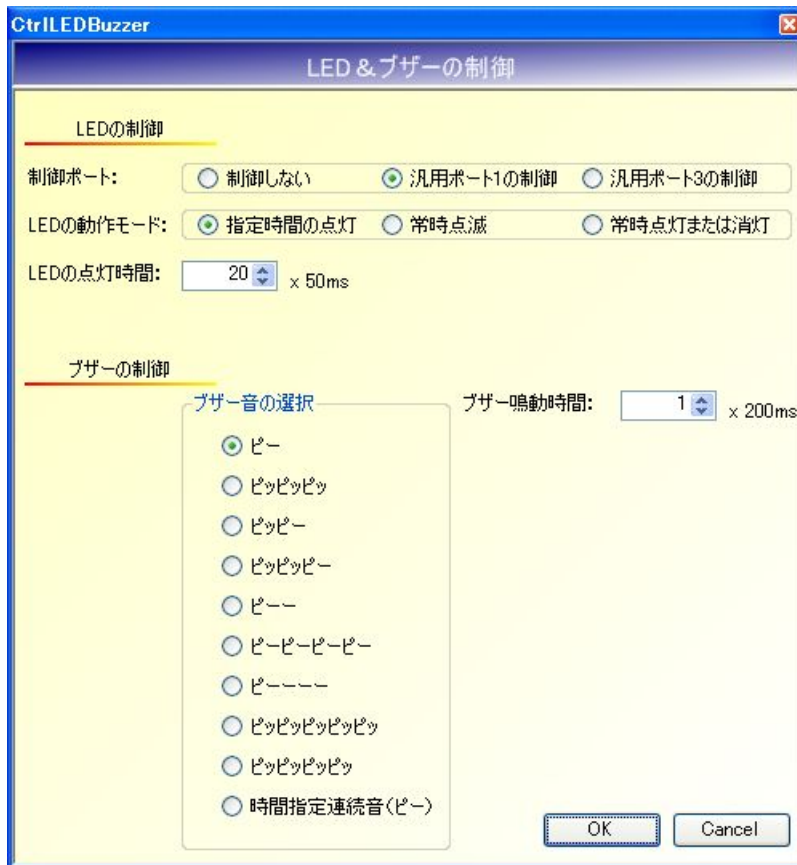 CtrlLEDBuzzer
LED&ブザーの制御
LEDの制御
制御ポート: 制御しない 汎用ポート1の制御 汎用ポート3の制御
LEDの動作モード: 指定時間の点灯 常時点滅 常時点灯または消灯
LEDの点灯時間: 20 x 50ms
ブザーの制御
ブザー音の選択 ブザー鳴動時間: 1 x 200ms
ピー
ピッピッピッ
ピッピー
ピッピッピー
ピーー
ピーピーピーピー
ピーーーー
ピッピッピッピッピッ
ピッピッピッピッ
時間指定連続音(ピー)
OK Cancel